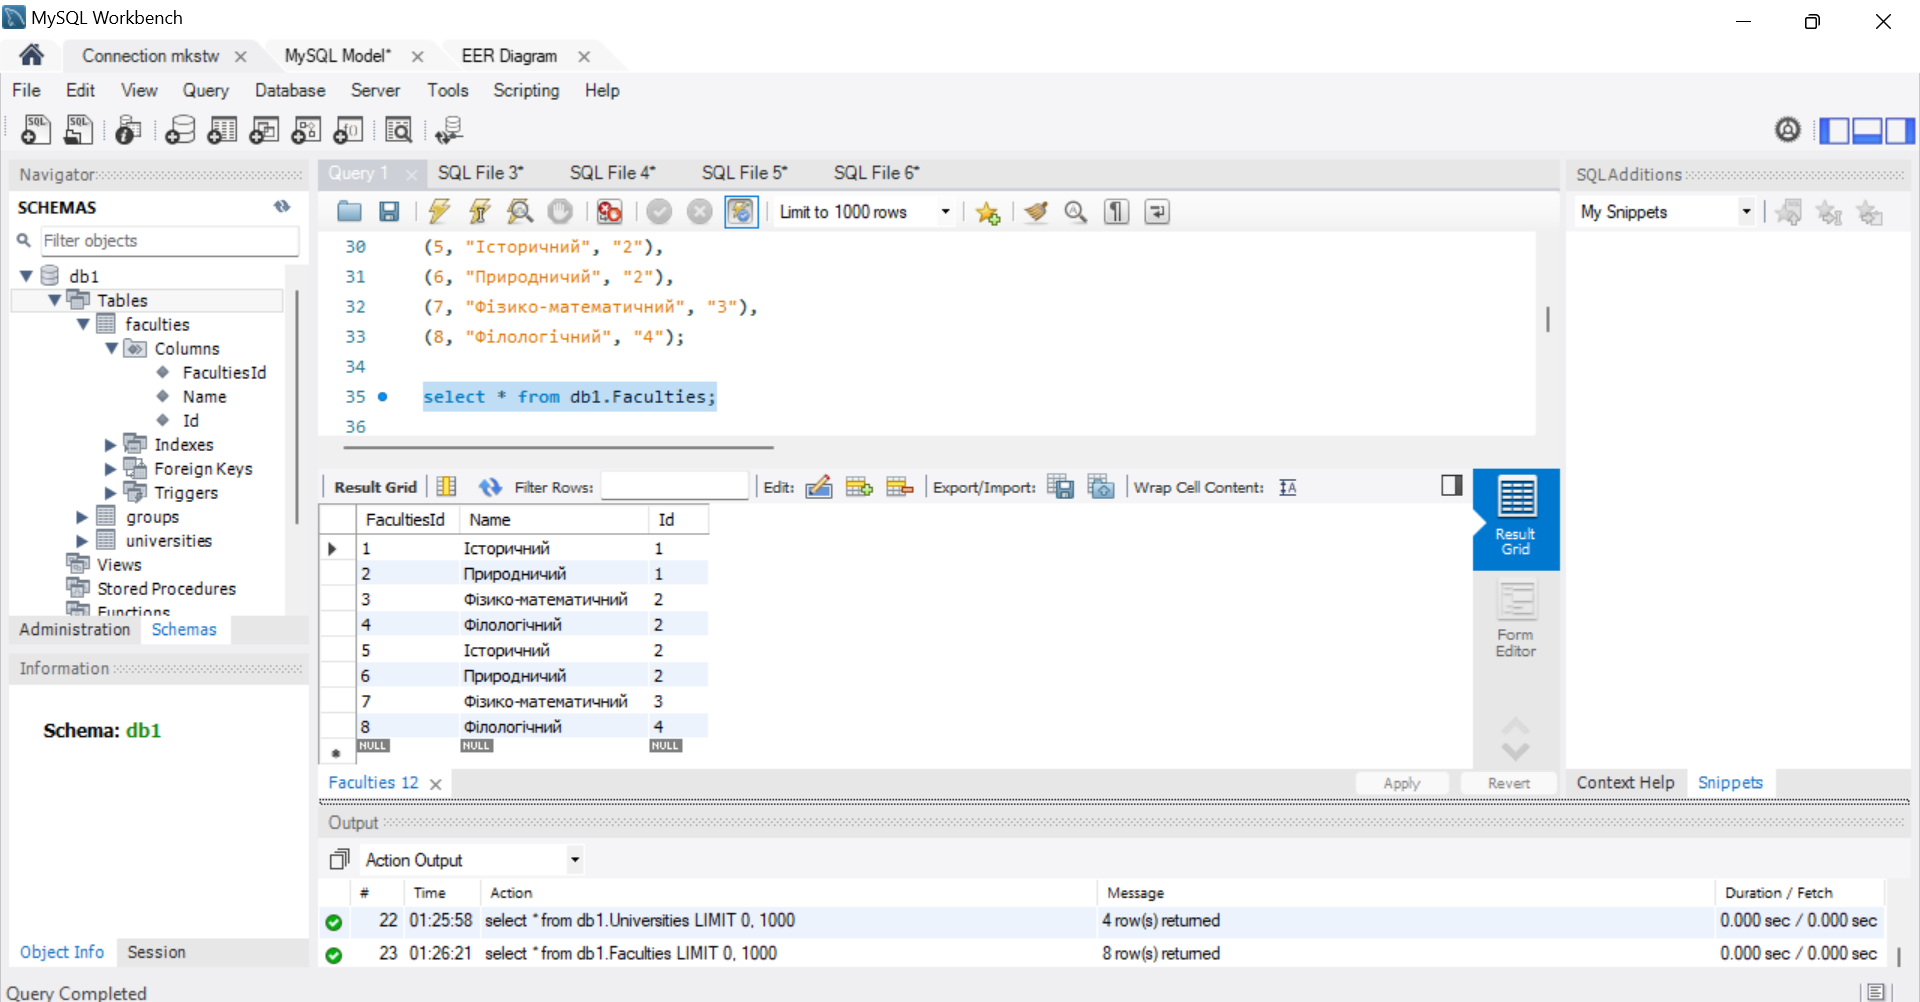 MySQL Workbench
Connection mkstw
MySQL Model*
EER Diagram
File Edit View Query Database Server Tools Scripting Help
Navigator
SCHEMAS
Filter objects
db1
Tables
faculties
Columns
FacultiesId
Name
Id
Indexes
Foreign Keys
Triggers
groups
universities
Views
Stored Procedures
Functions
Administration Schemas
Information
Schema: db1
Object Info Session
Query 1 SQL File 3* SQL File 4* SQL File 5* SQL File 6*
Limit to 1000 rows
30 (5, "Історичний", "2"),
31 (6, "Природничий", "2"),
32 (7, "Фізико-математичний", "3"),
33 (8, "Філологічний", "4");
34
35 select * from db1.Faculties;
36
Result Grid Filter Rows: Edit: Export/Import: Wrap Cell Content:
FacultiesId Name Id
1 Історичний 1
2 Природничий 1
3 Фізико-математичний 2
4 Філологічний 2
5 Історичний 2
6 Природничий 2
7 Фізико-математичний 3
8 Філологічний 4
NULL NULL NULL
Result
Grid
Form
Editor
Faculties 12
Apply Revert
SQLAdditions
My Snippets
Context Help Snippets
Output
Action Output
# Time Action Message Duration / Fetch
22 01:25:58 select * from db1.Universities LIMIT 0, 1000 4 row(s) returned 0.000 sec / 0.000 sec
23 01:26:21 select * from db1.Faculties LIMIT 0, 1000 8 row(s) returned 0.000 sec / 0.000 sec
Query Completed